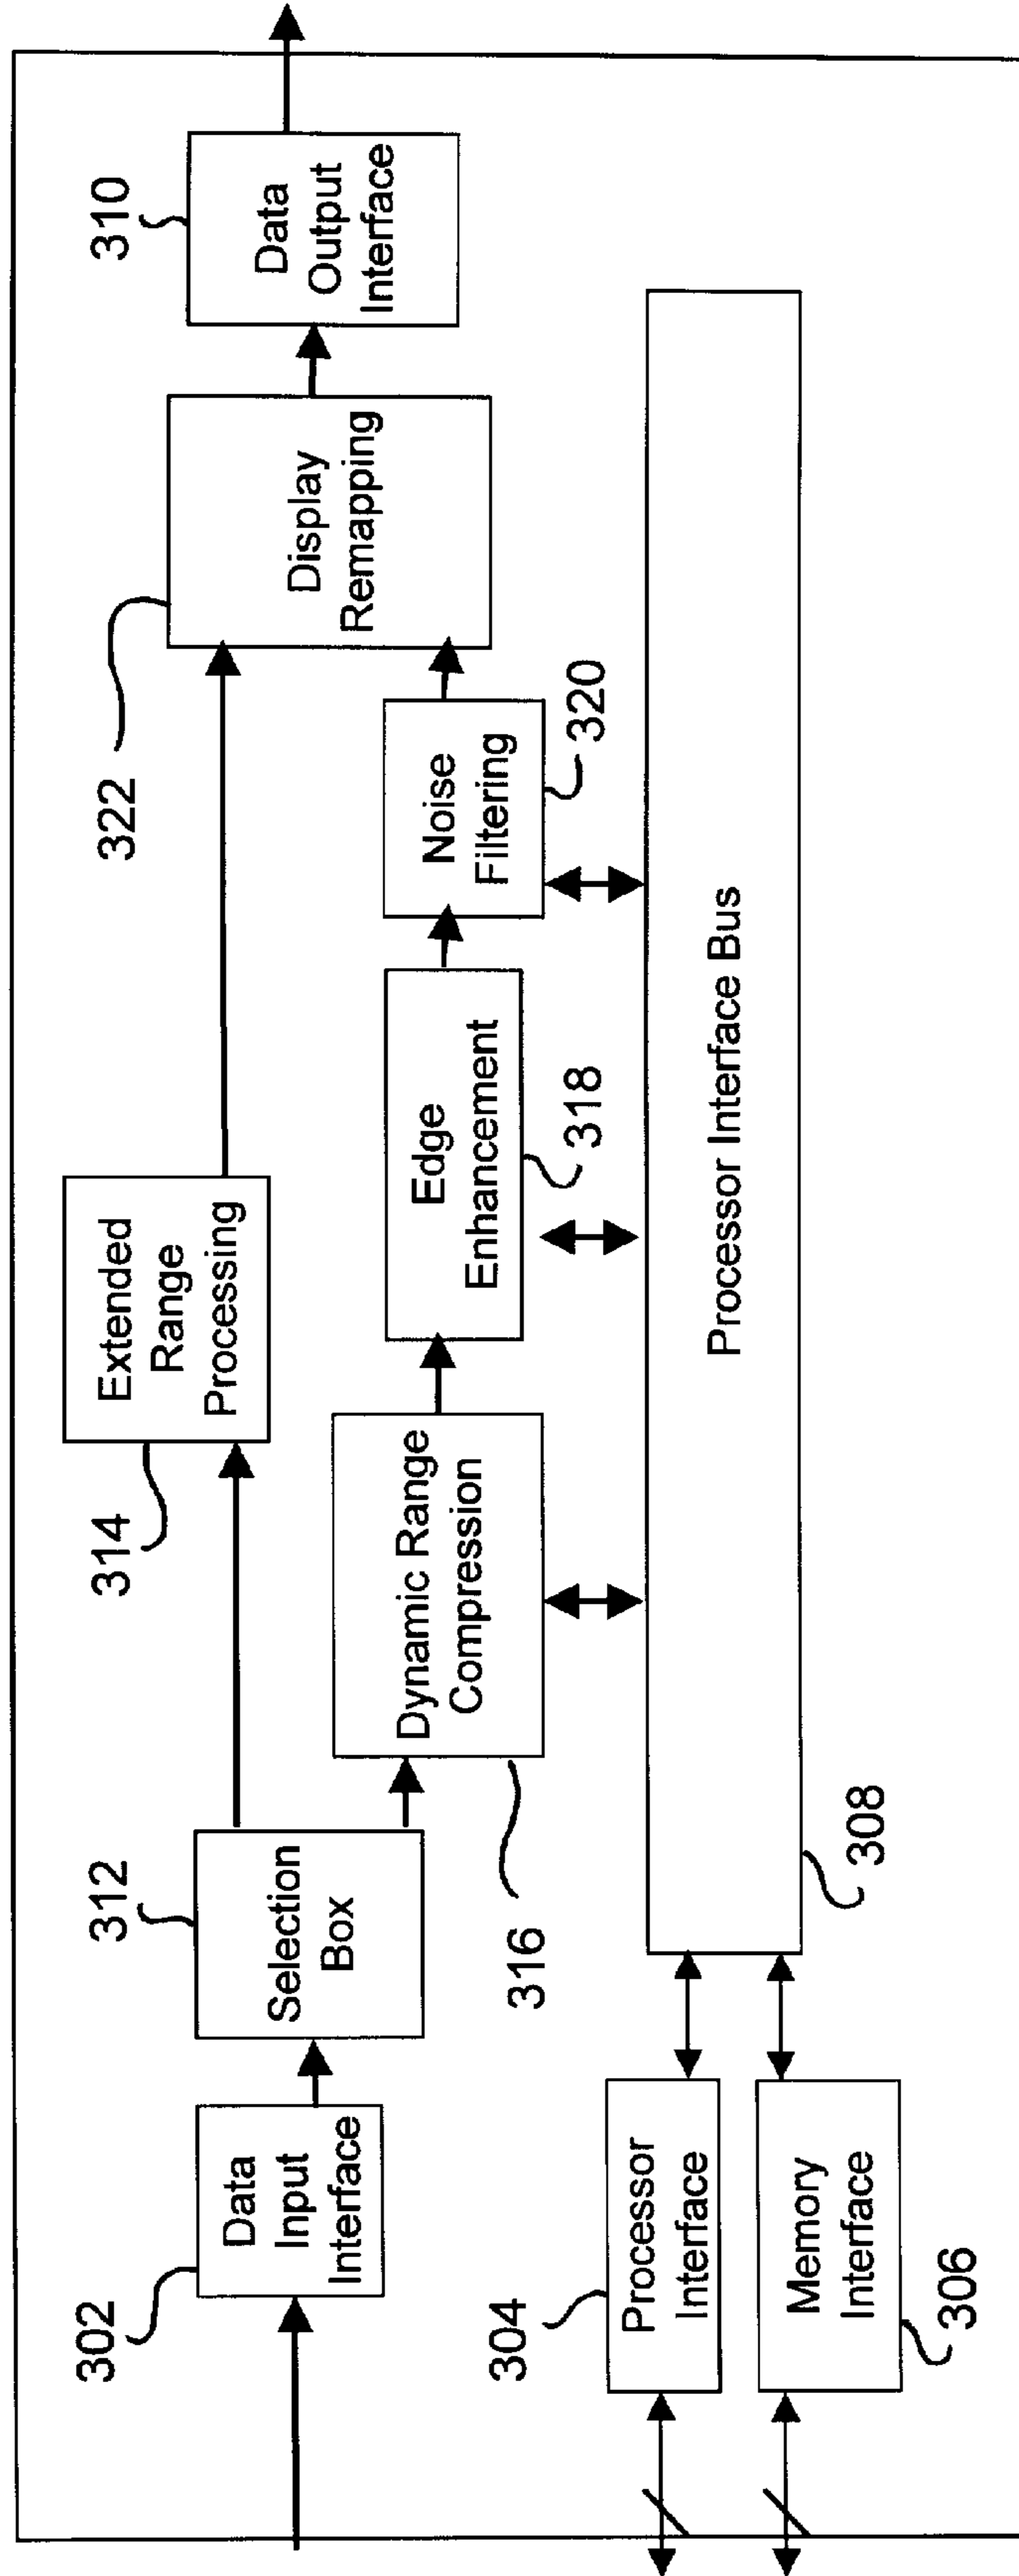 310
Data
Output
Interface
322
Display
Remapping
314
Extended
Range
Processing
320
Noise
Filtering
318
Edge
Enhancement
316
Dynamic Range
Compression
312
Selection
Box
302
Data
Input
Interface
308
Processor Interface Bus
304
Processor
Interface
306
Memory
Interface